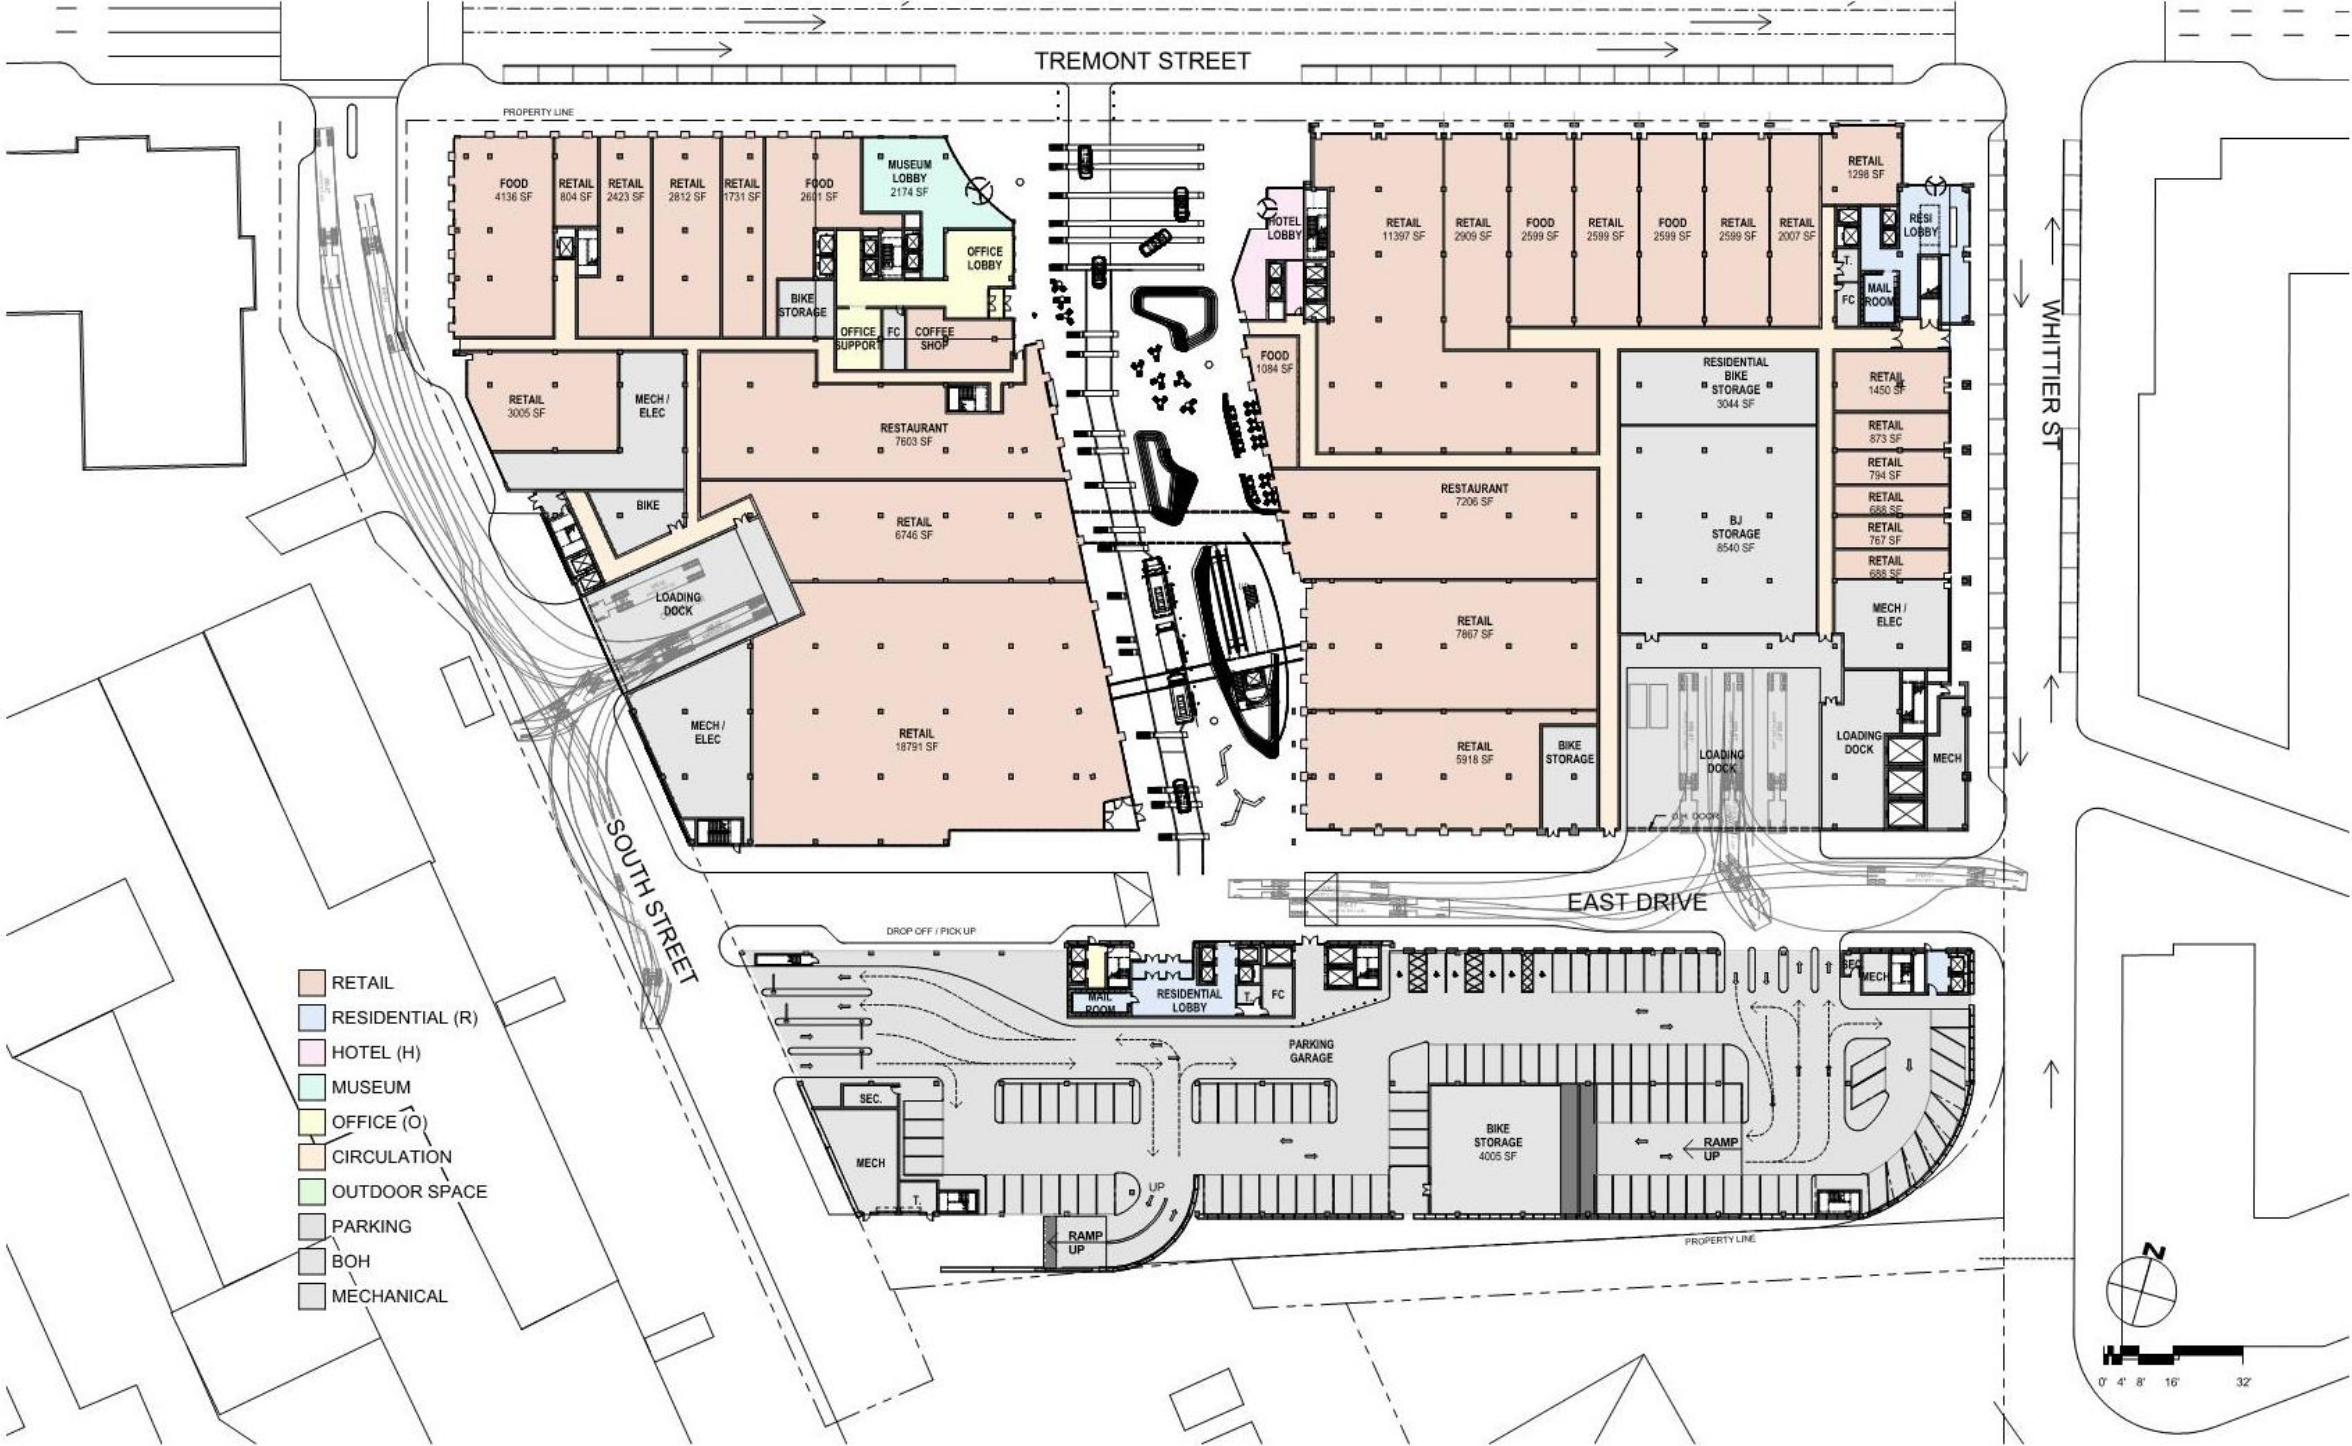 TREMONT STREET
PROPERTY LINE
FOOD
4136 SF
RETAIL
804 SF
RETAIL
2423 SF
RETAIL
2812 SF
RETAIL
1731 SF
FOOD
2601 SF
MUSEUM
LOBBY
2174 SF
OFFICE
LOBBY
BIKE
STORAGE
OFFICE
SUPPORT
FC
COFFEE
SHOP
RETAIL
3005 SF
MECH /
ELEC
RESTAURANT
7603 SF
BIKE
RETAIL
6746 SF
LOADING
DOCK
MECH /
ELEC
RETAIL
18791 SF
HOTEL
LOBBY
RETAIL
11397 SF
RETAIL
2909 SF
FOOD
2599 SF
RETAIL
2599 SF
FOOD
2599 SF
RETAIL
2599 SF
RETAIL
2007 SF
RETAIL
1298 SF
RESI
LOBBY
T.
FC
MAIL
ROOM
FOOD
1084 SF
RESIDENTIAL
BIKE
STORAGE
3044 SF
RETAIL
1450 SF
RETAIL
873 SF
RETAIL
794 SF
RETAIL
688 SF
RETAIL
767 SF
RETAIL
688 SF
RESTAURANT
7206 SF
BJ
STORAGE
8540 SF
MECH /
ELEC
RETAIL
7867 SF
RETAIL
5918 SF
BIKE
STORAGE
LOADING
DOCK
O.H. DOOR
LOADING
DOCK
MECH
WHITTIER ST
SOUTH STREET
EAST DRIVE
DROP OFF / PICK UP
MAIL
ROOM
RESIDENTIAL
LOBBY
T.
FC
SEC
MECH
PARKING
GARAGE
SEC.
MECH
T.
UP
RAMP
UP
BIKE
STORAGE
4005 SF
RAMP
UP
PROPERTY LINE
RETAIL
RESIDENTIAL (R)
HOTEL (H)
MUSEUM
OFFICE (O)
CIRCULATION
OUTDOOR SPACE
PARKING
BOH
MECHANICAL
N
0' 4' 8' 16' 32'